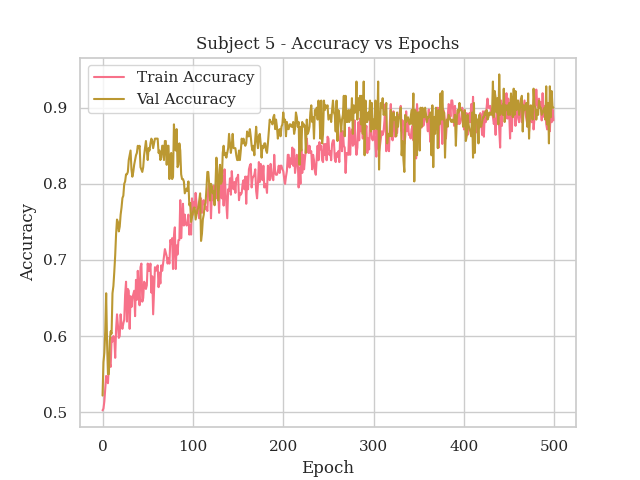 Subject 5 - Accuracy vs Epochs
Train Accuracy
Val Accuracy
Accuracy
0.9
0.8
0.7
0.6
0.5
0 100 200 300 400 500
Epoch